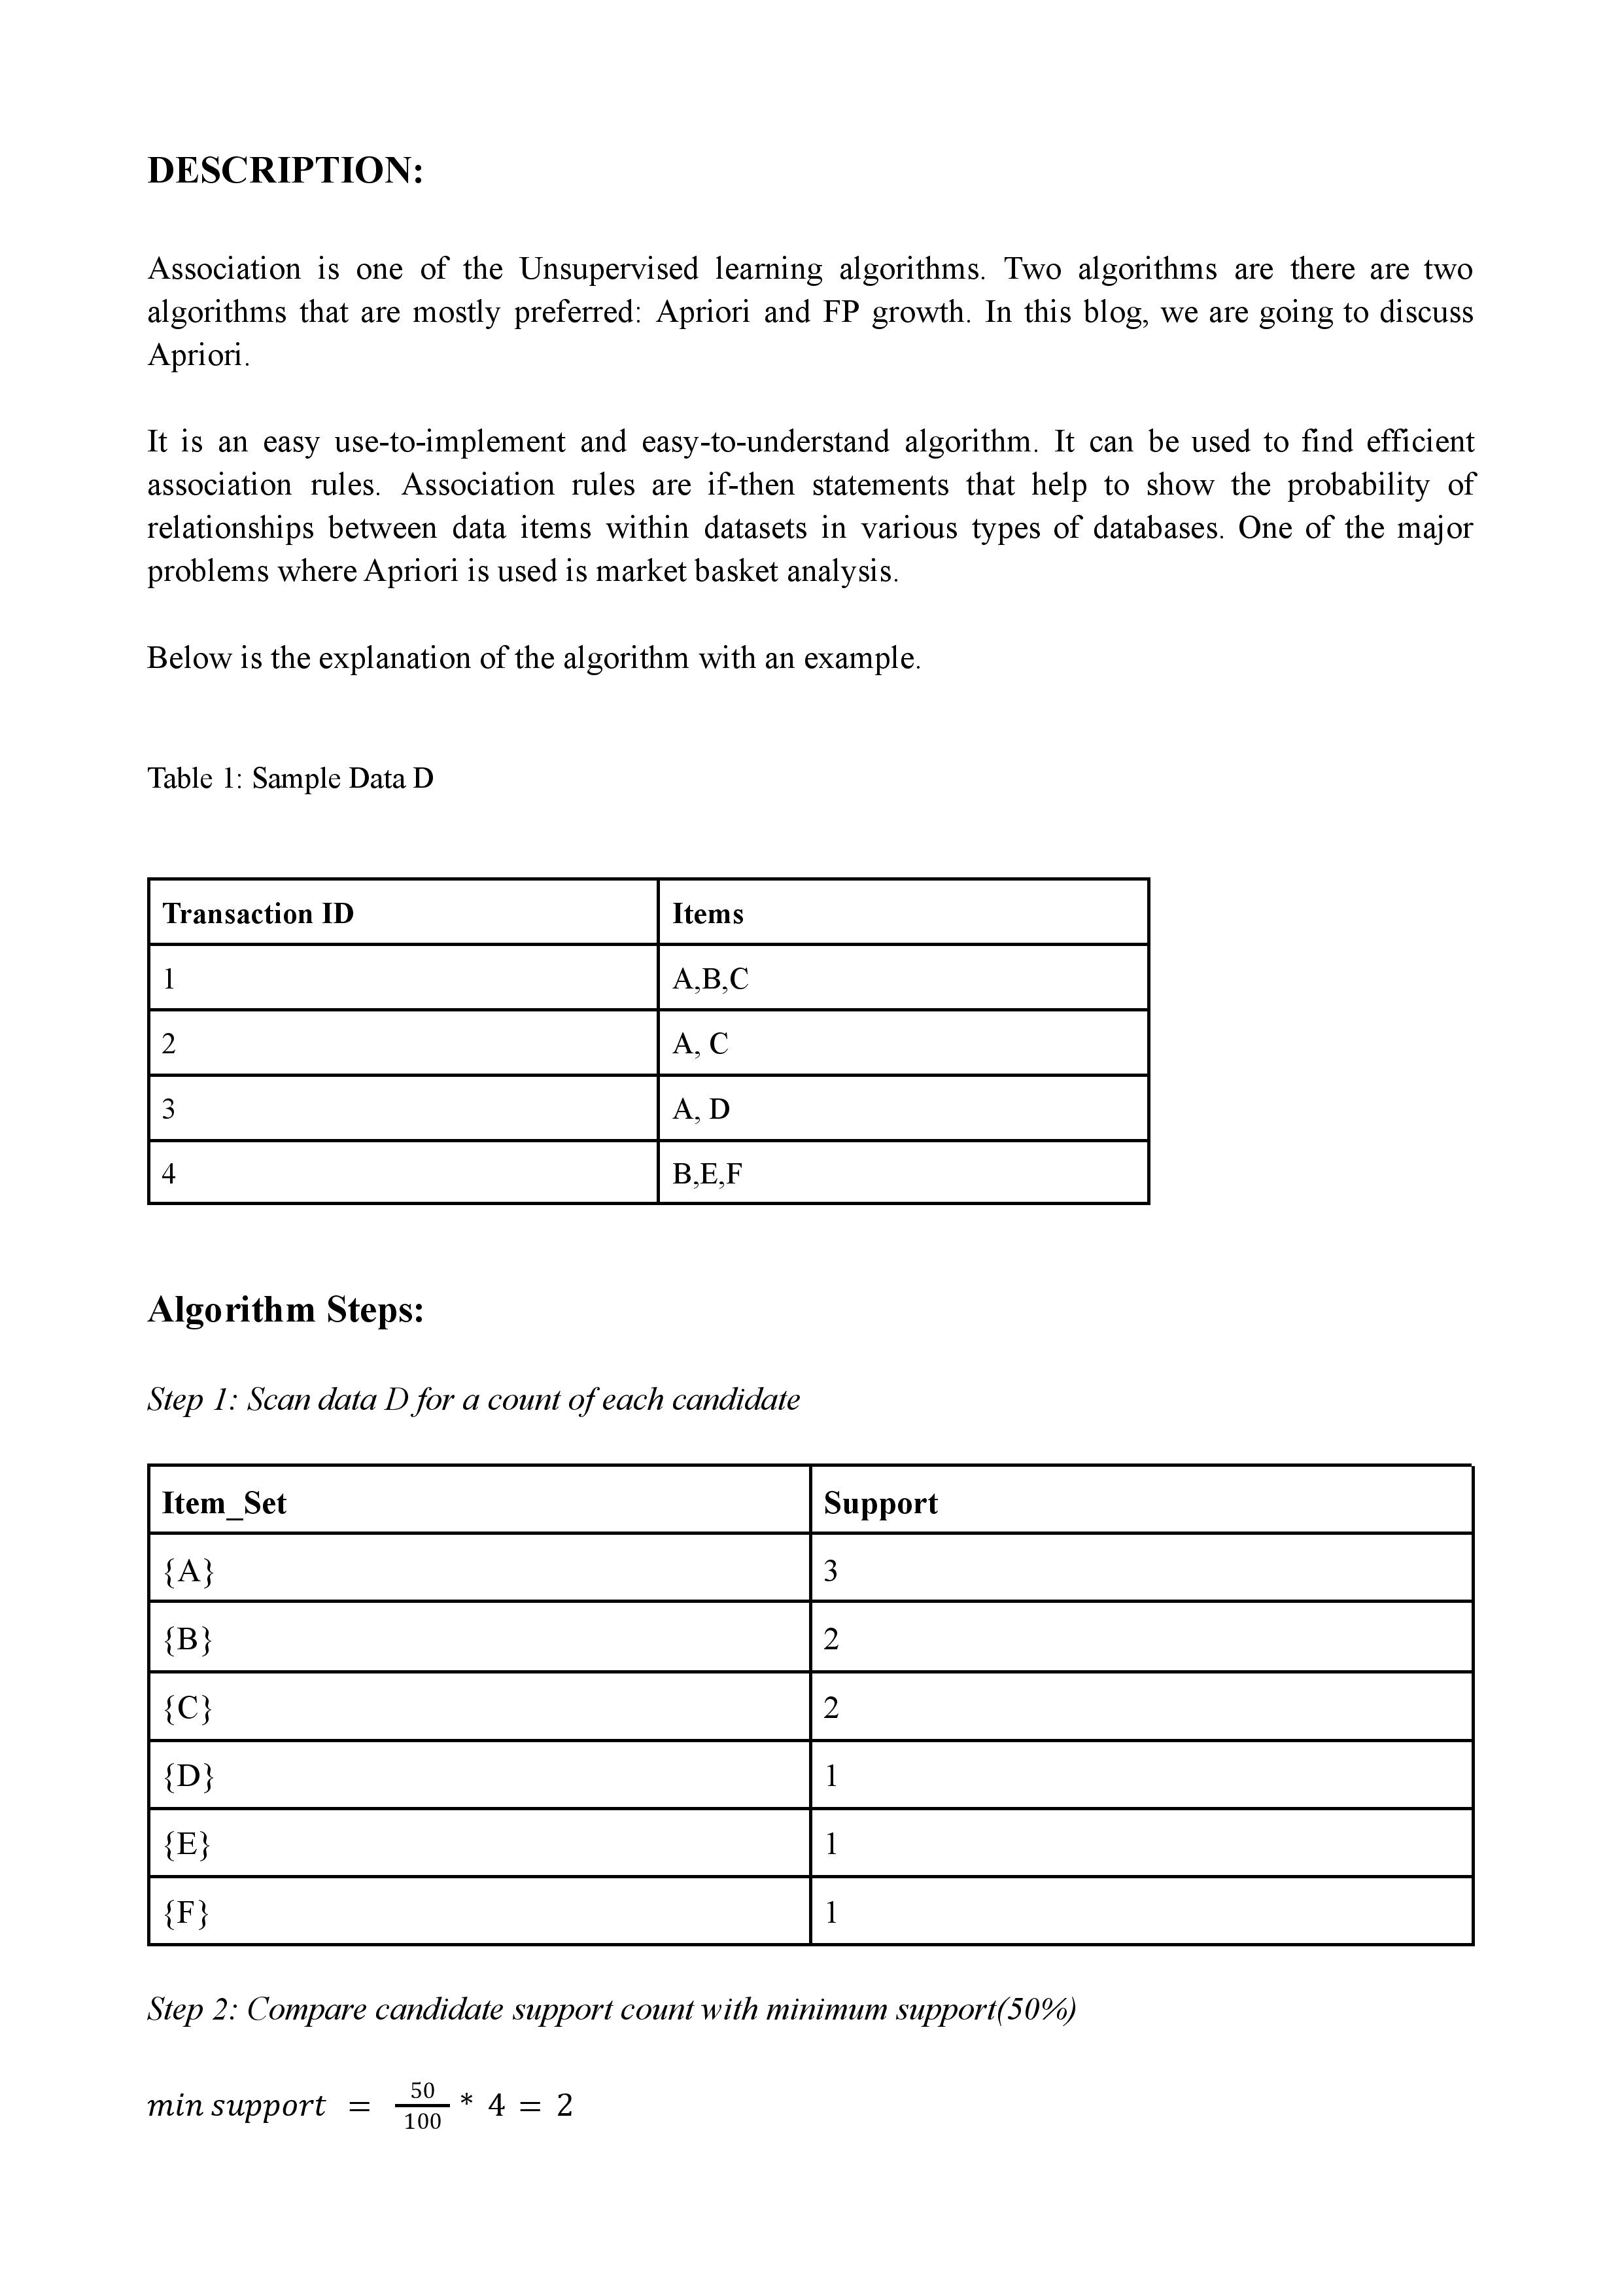 DESCRIPTION:
Association is one of the Unsupervised learning algorithms. Two algorithms are there are two
algorithms that are mostly preferred: Apriori and FP growth. In this blog, we are going to discuss
Apriori.
It is an easy use-to-implement and easy-to-understand algorithm. It can be used to find efficient
association rules. Association rules are if-then statements that help to show the probability of
relationships between data items within datasets in various types of databases. One of the major
problems where Apriori is used is market basket analysis.
Below is the explanation of the algorithm with an example.
Table 1: Sample Data D
Transaction ID Items
1 A,B,C
2 A, C
3 A, D
4 B,E,F
Algorithm Steps:
Step 1: Scan data D for a count of each candidate
Item_Set Support
{A} 3
{B} 2
{C} 2
{D} 1
{E} 1
{F} 1
Step 2: Compare candidate support count with minimum support(50%)
min support = 50/100 * 4 = 2